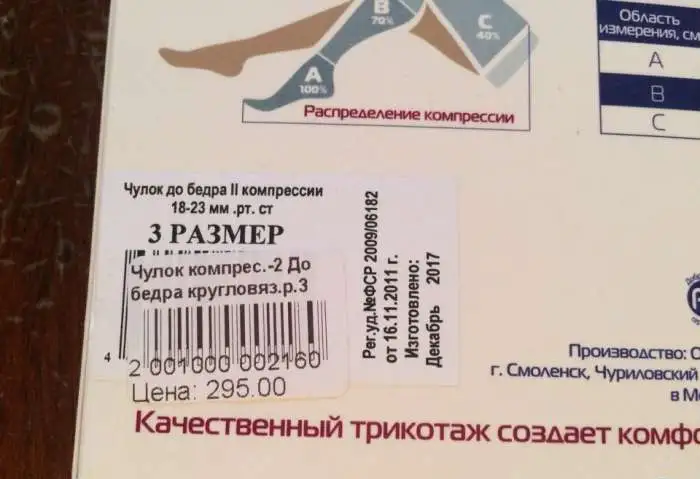 B
70%
C
40%
A
100%
Распределение компрессии
Область
измерения, см
A
B
C
Чулок до бедра II компрессии
18-23 мм .рт. ст
3 РАЗМЕР
Чулок компрес.-2 До
бедра кругловяз.р.3
4
2 001000 002160
Цена: 295.00
Рег.уд.№ФСР 2009/06182
от 16.11.2011 г.
Изготовлено:
Декабрь 2017
Производство:
г. Смоленск, Чуриловский
Качественный трикотаж создает